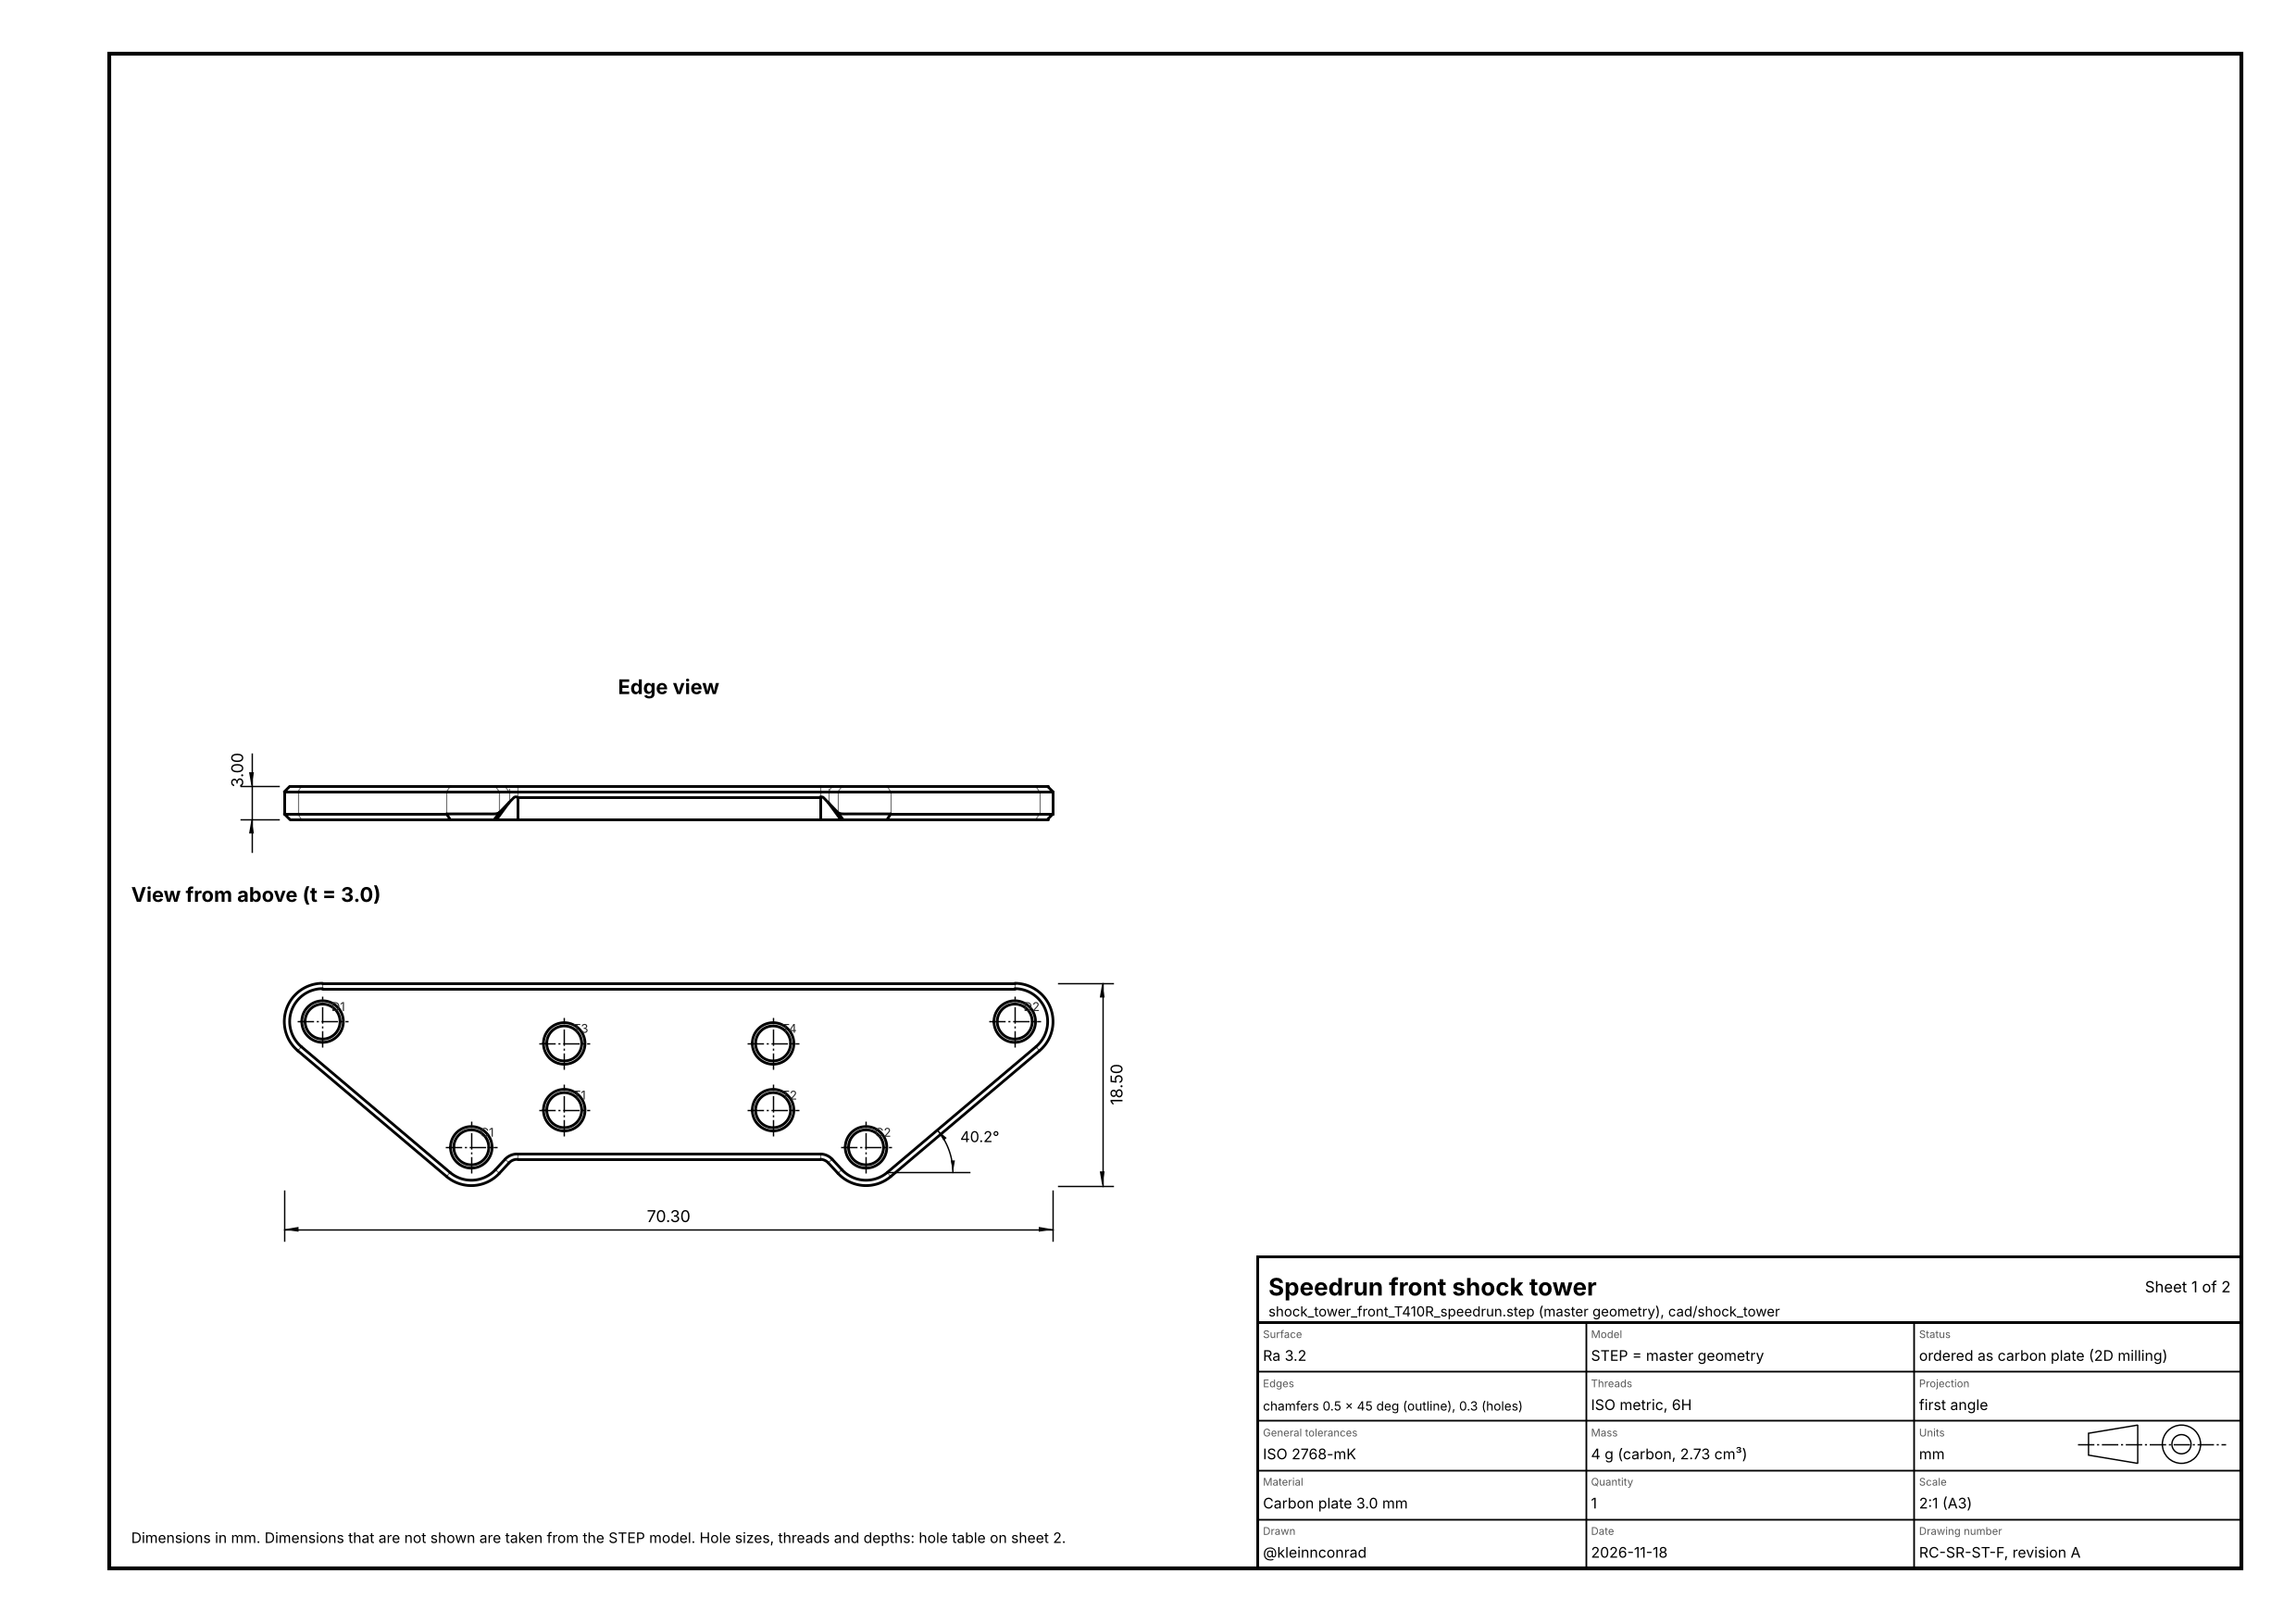 Edge view
3.00
View from above (t = 3.0)
18.50
40.2°
70.30
Speedrun front shock tower
Sheet 1 of 2
shock_tower_front_T410R_speedrun.step (master geometry), cad/shock_tower
Surface
Ra 3.2
Model
STEP = master geometry
Status
ordered as carbon plate (2D milling)
Edges
chamfers 0.5 × 45 deg (outline), 0.3 (holes)
Threads
ISO metric, 6H
Projection
first angle
General tolerances
ISO 2768-mK
Mass
4 g (carbon, 2.73 cm³)
Units
mm
Material
Carbon plate 3.0 mm
Quantity
1
Scale
2:1 (A3)
Drawn
@kleinnconrad
Date
2026-11-18
Drawing number
RC-SR-ST-F, revision A
Dimensions in mm. Dimensions that are not shown are taken from the STEP model. Hole sizes, threads and depths: hole table on sheet 2.